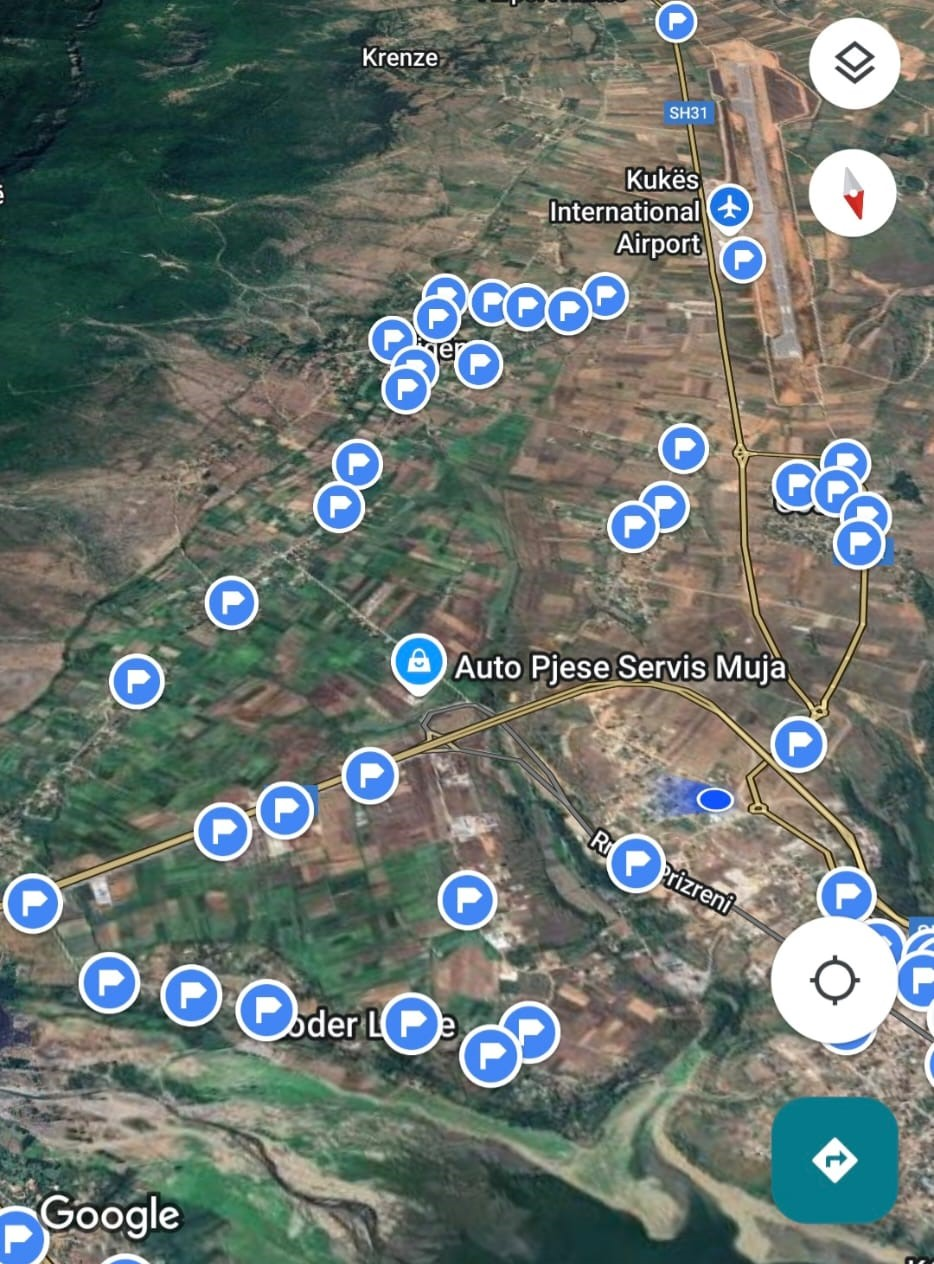 Krenze
SH31
Kukës
International
Airport
Auto Pjese Servis Muja
Prizreni
Google